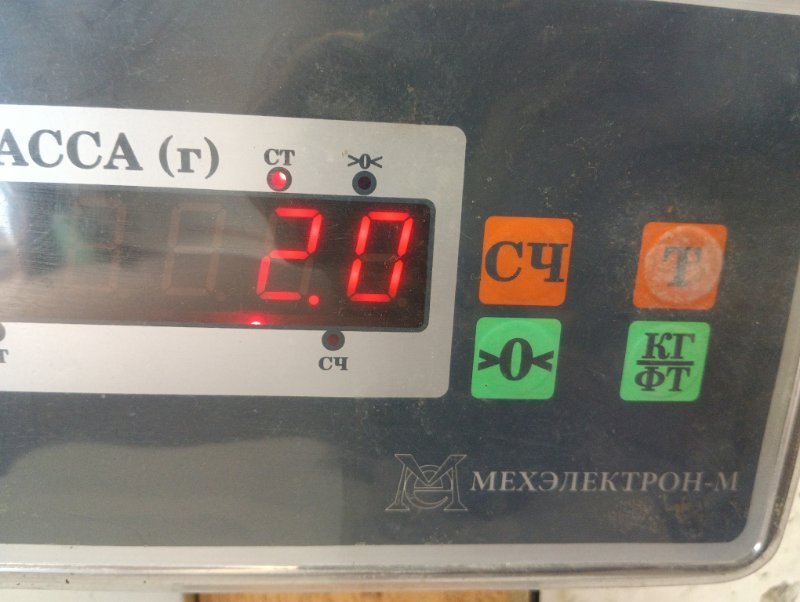 АССА (г)
СТ >0<
2.0
СЧ Т
т СЧ
>0< КГ
ФТ
МЕХЭЛЕКТРОН-М